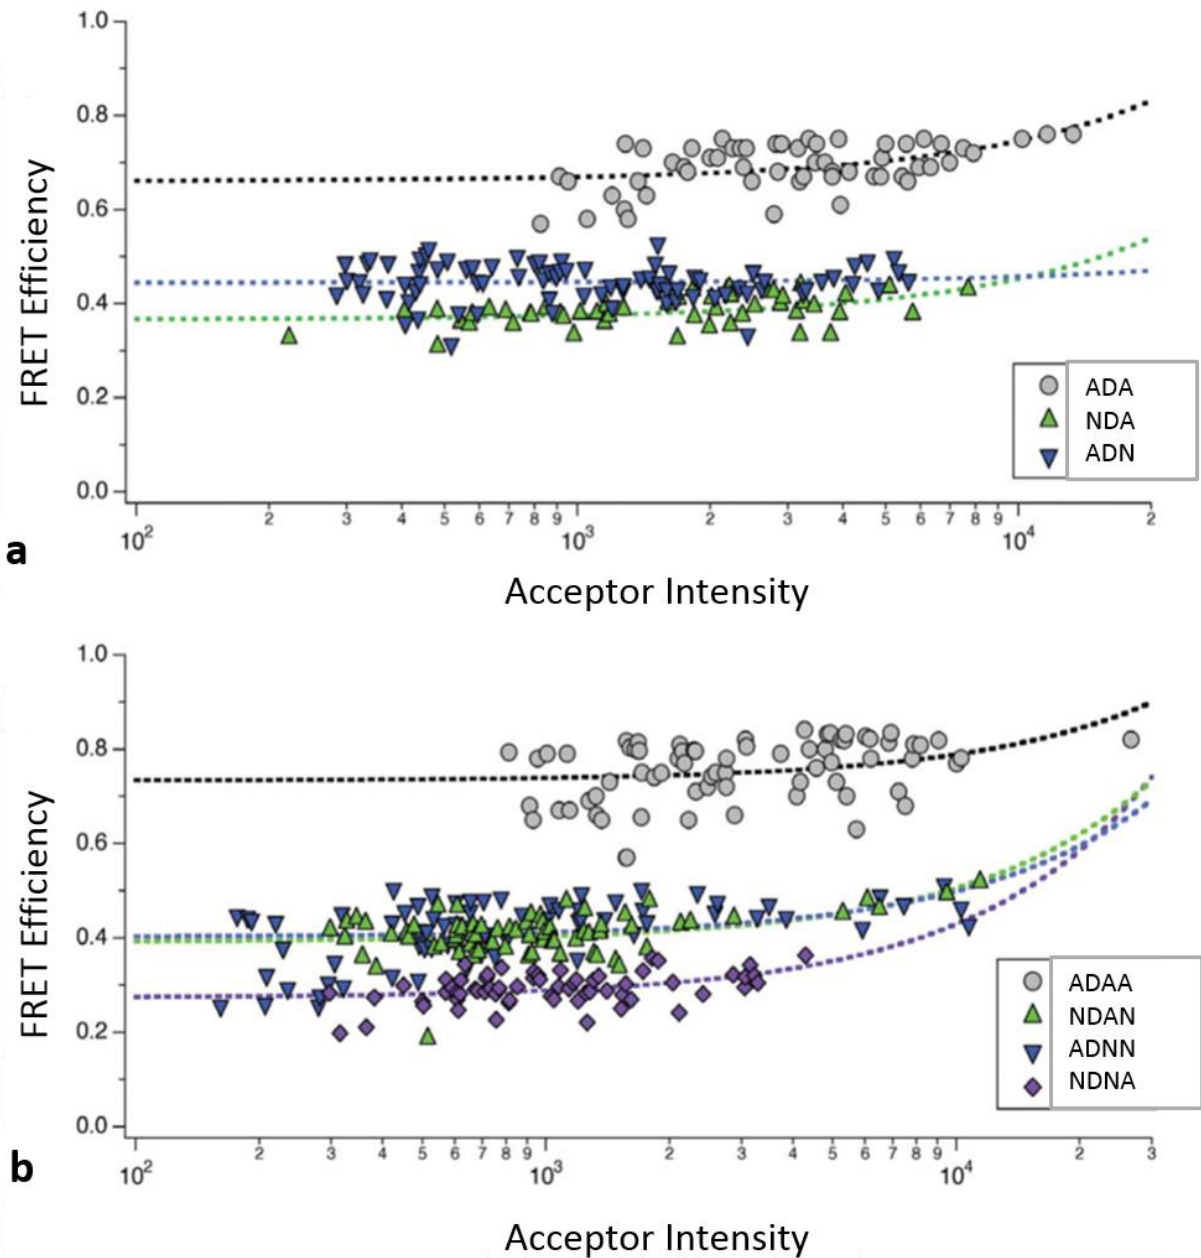 1.0
0.8
0.6
0.4
0.2
0.0
FRET Efficiency
ADA
NDA
ADN
2 3 4 5 6 7 8 9 2 3 4 5 6 7 8 9 2
10² 10³ 10⁴
a
Acceptor Intensity
1.0
0.8
0.6
0.4
0.2
0.0
FRET Efficiency
ADAA
NDAN
ADNN
NDNA
2 3 4 5 6 7 8 9 2 3 4 5 6 7 8 9 2 3
10² 10³ 10⁴
b
Acceptor Intensity